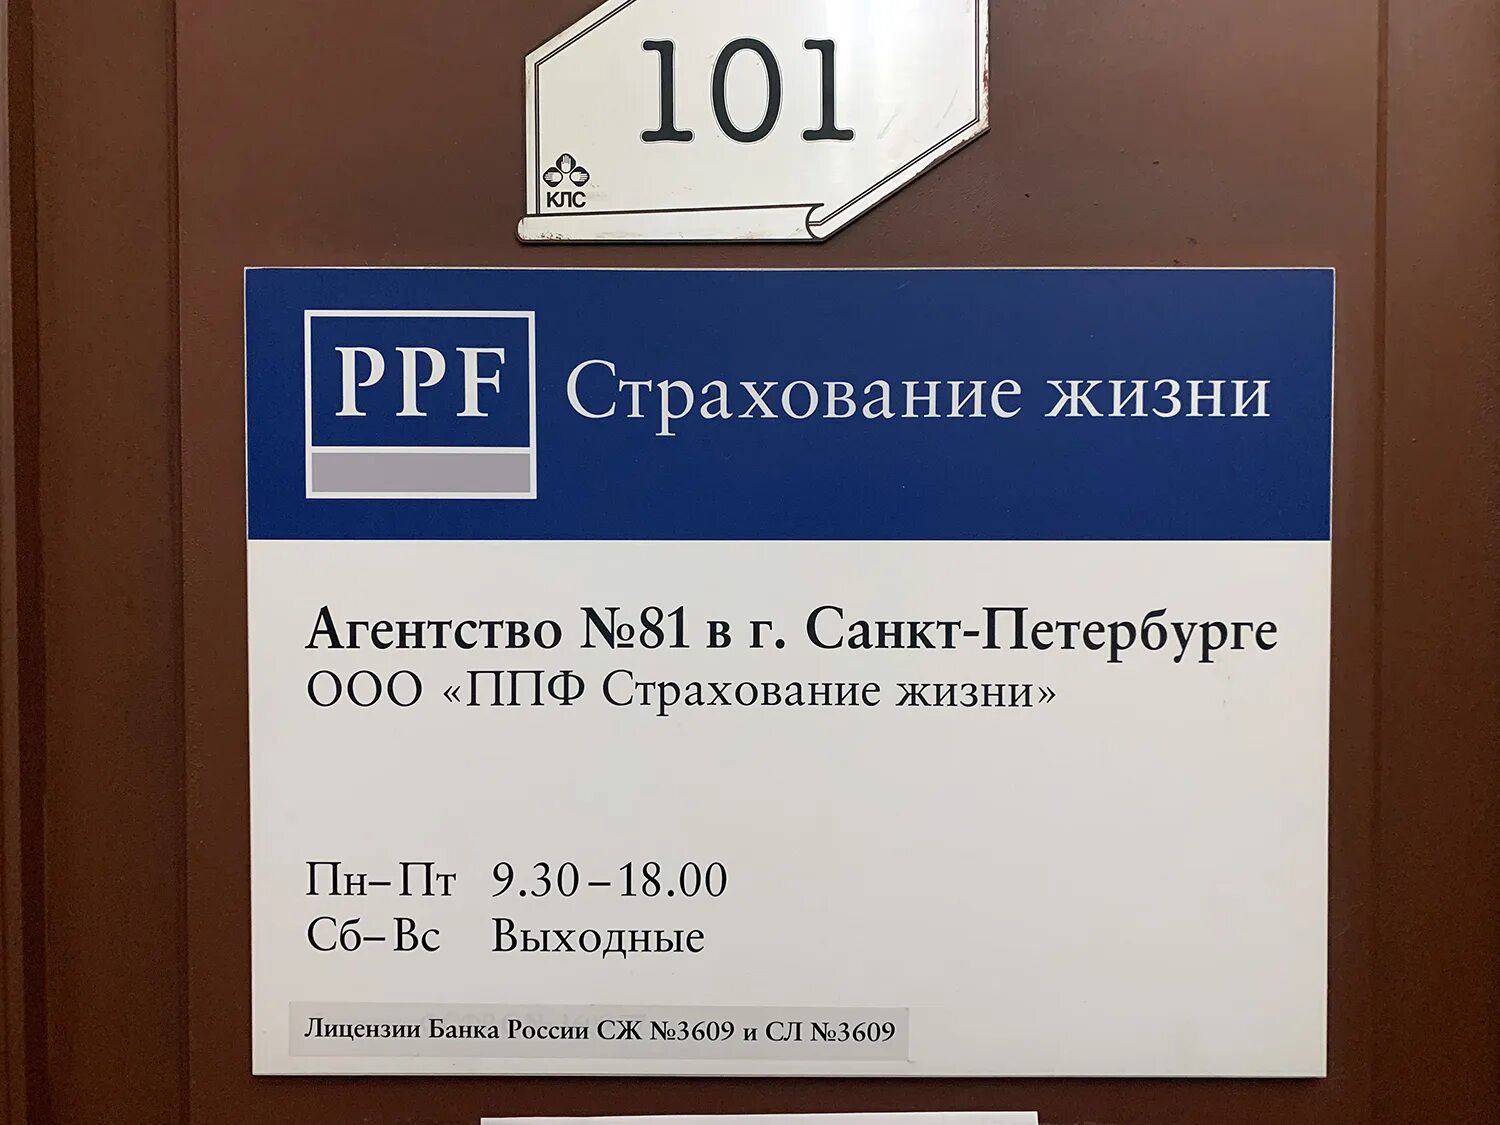 101
КЛС
PPF Страхование жизни
Агентство №81 в г. Санкт-Петербурге
ООО «ППФ Страхование жизни»
Пн–Пт 9.30–18.00
Сб–Вс Выходные
Лицензии Банка России СЖ №3609 и СЛ №3609